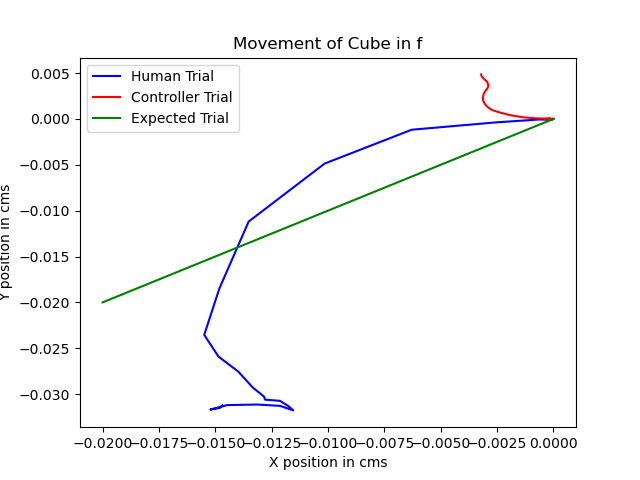 Movement of Cube in f
Human Trial
Controller Trial
Expected Trial
0.005
0.000
−0.005
−0.010
−0.015
−0.020
−0.025
−0.030
Y position in cms
−0.0200 −0.0175 −0.0150 −0.0125 −0.0100 −0.0075 −0.0050 −0.0025 0.0000
X position in cms